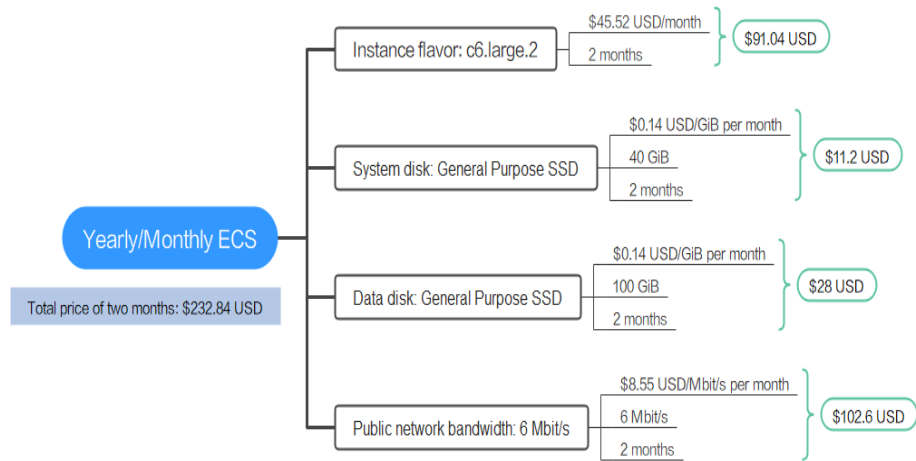 Yearly/Monthly ECS
Total price of two months: $232.84 USD
Instance flavor: c6.large.2
$45.52 USD/month
2 months
$91.04 USD
System disk: General Purpose SSD
$0.14 USD/GiB per month
40 GiB
2 months
$11.2 USD
Data disk: General Purpose SSD
$0.14 USD/GiB per month
100 GiB
2 months
$28 USD
Public network bandwidth: 6 Mbit/s
$8.55 USD/Mbit/s per month
6 Mbit/s
2 months
$102.6 USD